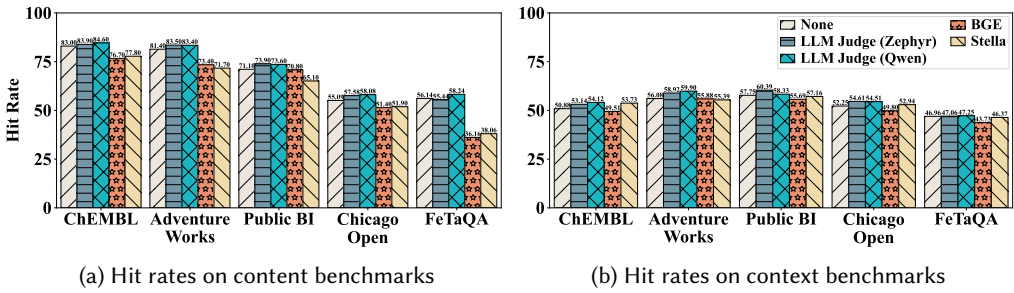 100
75
50
25
0
Hit Rate
83.00 83.90 84.60 76.70 77.80
81.40 83.50 83.40 73.40 71.70
71.10 73.90 73.60 70.80 65.10
55.09 57.58 58.08 51.40 51.90
56.14 55.44 58.24 36.16 38.06
ChEMBL
Adventure
Works
Public BI
Chicago
Open
FeTaQA
(a) Hit rates on content benchmarks
100
75
50
25
0
None
LLM Judge (Zephyr)
LLM Judge (Qwen)
BGE
Stella
50.88 53.14 54.12 49.51 53.73
56.08 58.92 59.90 55.88 55.39
57.75 60.39 58.33 55.69 57.16
52.25 54.61 54.51 49.80 52.94
46.96 47.06 47.25 43.73 46.37
ChEMBL
Adventure
Works
Public BI
Chicago
Open
FeTaQA
(b) Hit rates on context benchmarks